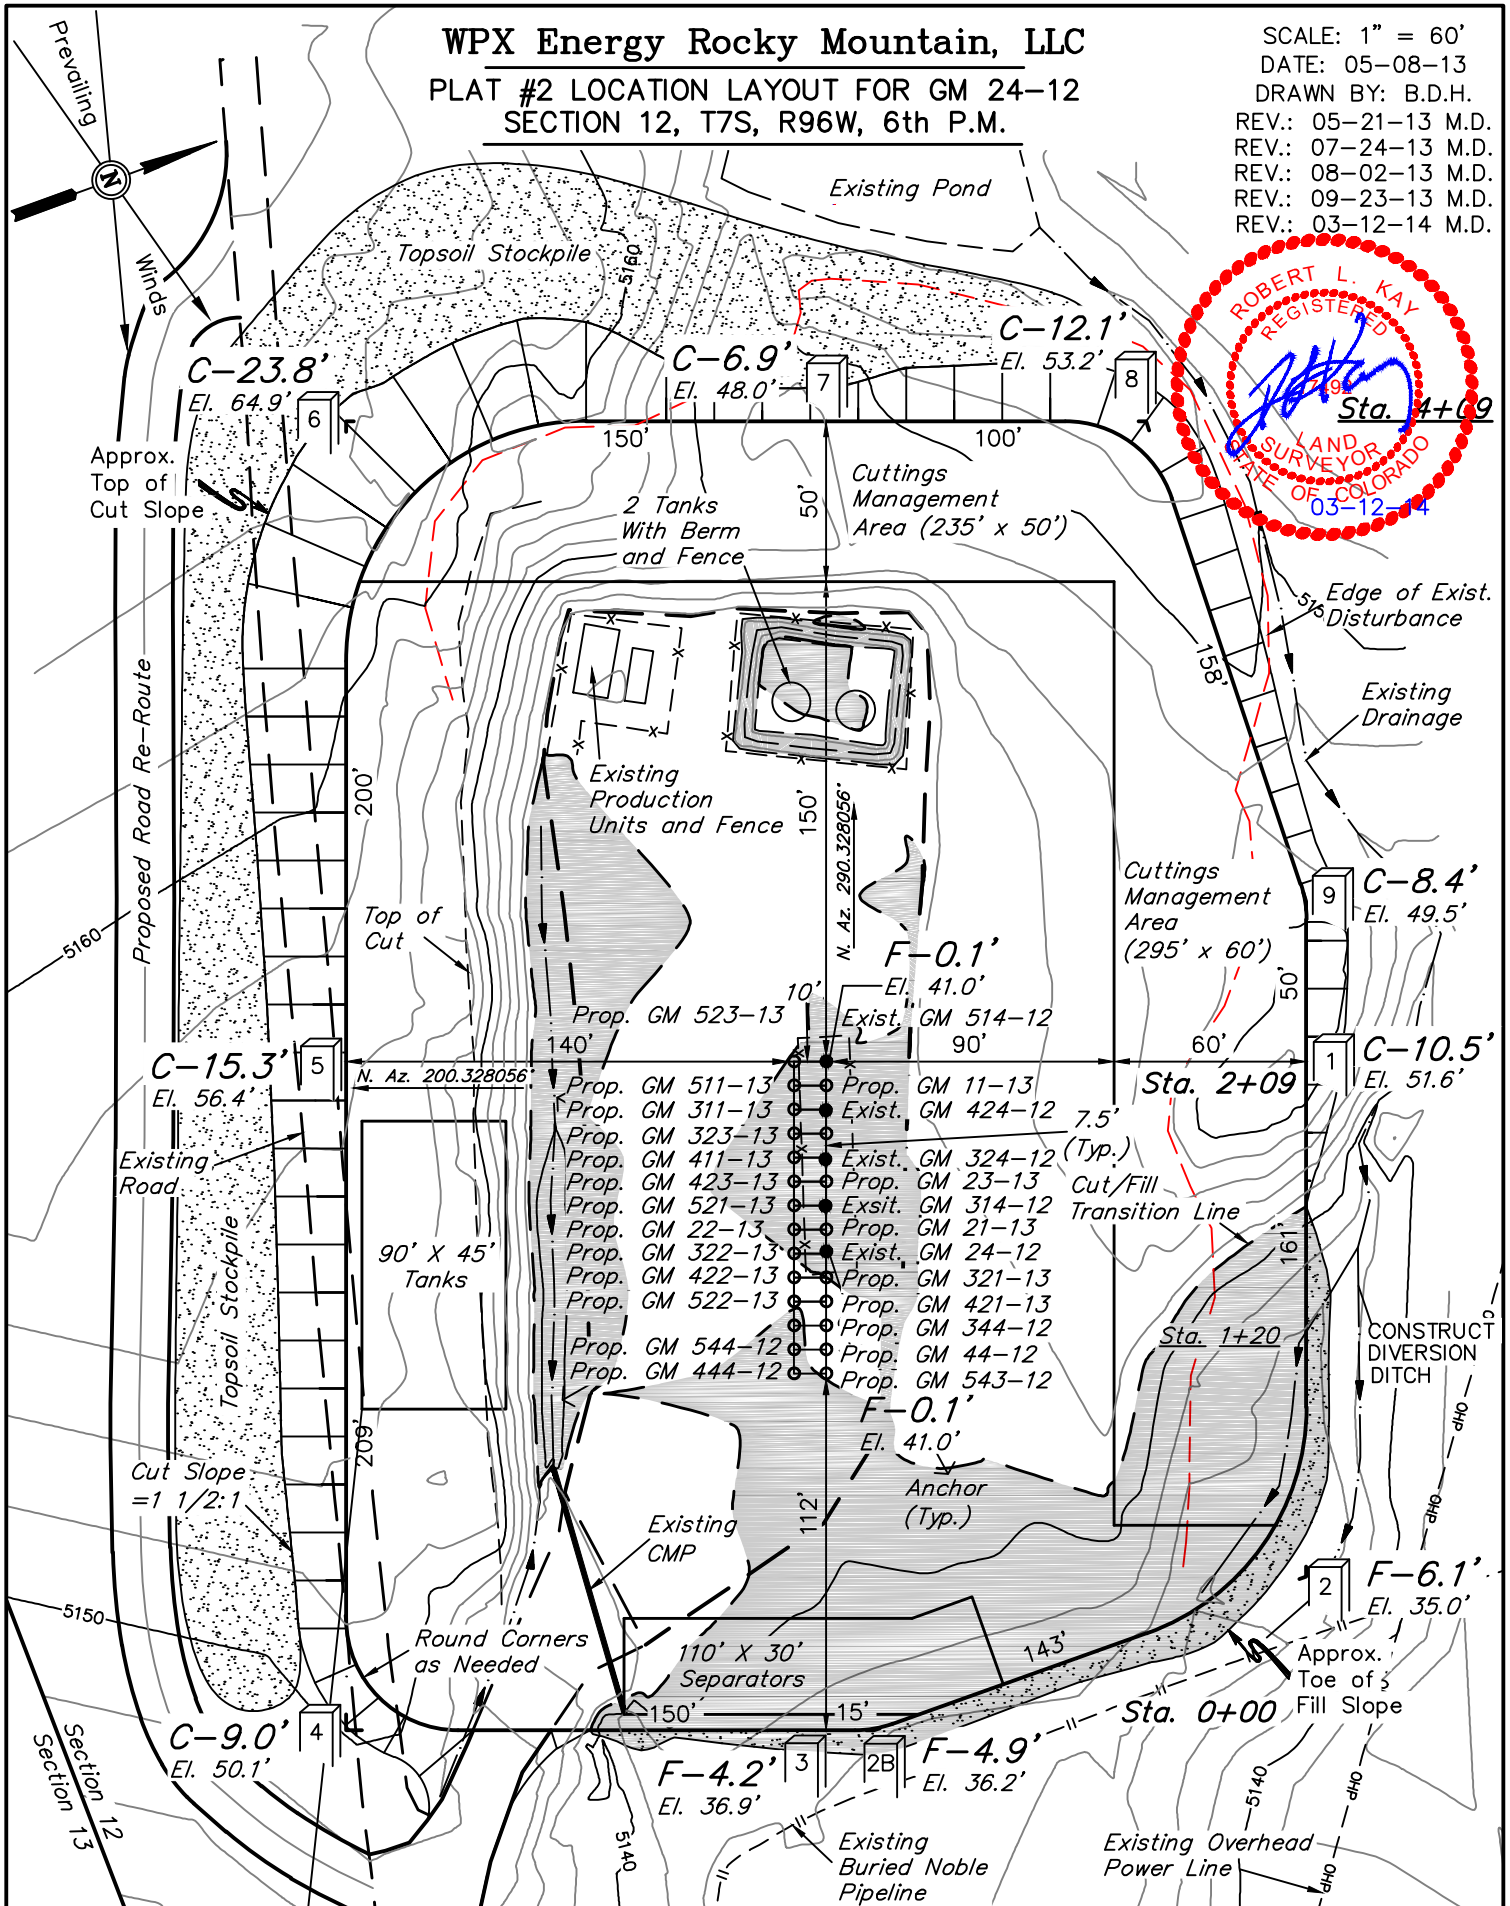 WPX Energy Rocky Mountain, LLC
PLAT #2 LOCATION LAYOUT FOR GM 24-12
SECTION 12, T7S, R96W, 6th P.M.
SCALE: 1" = 60'
DATE: 05-08-13
DRAWN BY: B.D.H.
REV.: 05-21-13 M.D.
REV.: 07-24-13 M.D.
REV.: 08-02-13 M.D.
REV.: 09-23-13 M.D.
REV.: 03-12-14 M.D.
Prevailing
N
Winds
Existing Pond
Topsoil Stockpile
5160
ROBERT L. KAY
REGISTERED
LAND
SURVEYOR
STATE OF COLORADO
03-12-14
Sta. 4+09
C-23.8'
El. 64.9'
6
C-6.9'
El. 48.0'
7
C-12.1'
El. 53.2'
8
Approx.
Top of
Cut Slope
150'
100'
50'
2 Tanks
With Berm
and Fence
Cuttings
Management
Area (235' x 50')
Edge of Exist.
Disturbance
158'
Existing
Drainage
Proposed Road Re-Route
200'
Existing
Production
Units and Fence
150'
N. Az. 290.328056°
Top of
Cut
5160
Cuttings
Management
Area
(295' x 60')
9
C-8.4'
El. 49.5'
50'
F-0.1'
El. 41.0'
10'
Prop. GM 523-13
Exist. GM 514-12
140'
90'
60'
C-15.3'
El. 56.4'
5
N. Az. 200.328056°
Sta. 2+09
1
C-10.5'
El. 51.6'
Prop. GM 511-13
Prop. GM 11-13
Prop. GM 311-13
Exist. GM 424-12
Prop. GM 323-13
7.5'
(Typ.)
Prop. GM 411-13
Exist. GM 324-12
Prop. GM 423-13
Prop. GM 23-13
Prop. GM 521-13
Exsit. GM 314-12
Prop. GM 22-13
Prop. GM 21-13
Prop. GM 322-13
Exist. GM 24-12
Prop. GM 422-13
Prop. GM 321-13
Prop. GM 522-13
Prop. GM 421-13
Prop. GM 344-12
Prop. GM 544-12
Prop. GM 44-12
Prop. GM 444-12
Prop. GM 543-12
Existing
Road
Cut/Fill
Transition Line
161'
90' X 45'
Tanks
Topsoil Stockpile
Sta. 1+20
CONSTRUCT
DIVERSION
DITCH
F-0.1'
El. 41.0'
209'
Cut Slope
=1 1/2:1
Anchor
(Typ.)
112'
Existing
CMP
OHP
OHP
2
F-6.1'
El. 35.0'
5150
Round Corners
as Needed
110' X 30'
Separators
143'
Approx.
Toe of
Fill Slope
150'
15'
Sta. 0+00
C-9.0'
El. 50.1'
4
Section 12
Section 13
F-4.2'
El. 36.9'
3
2B
F-4.9'
El. 36.2'
5140
5140
OHP
OHP
Existing
Buried Noble
Pipeline
Existing Overhead
Power Line